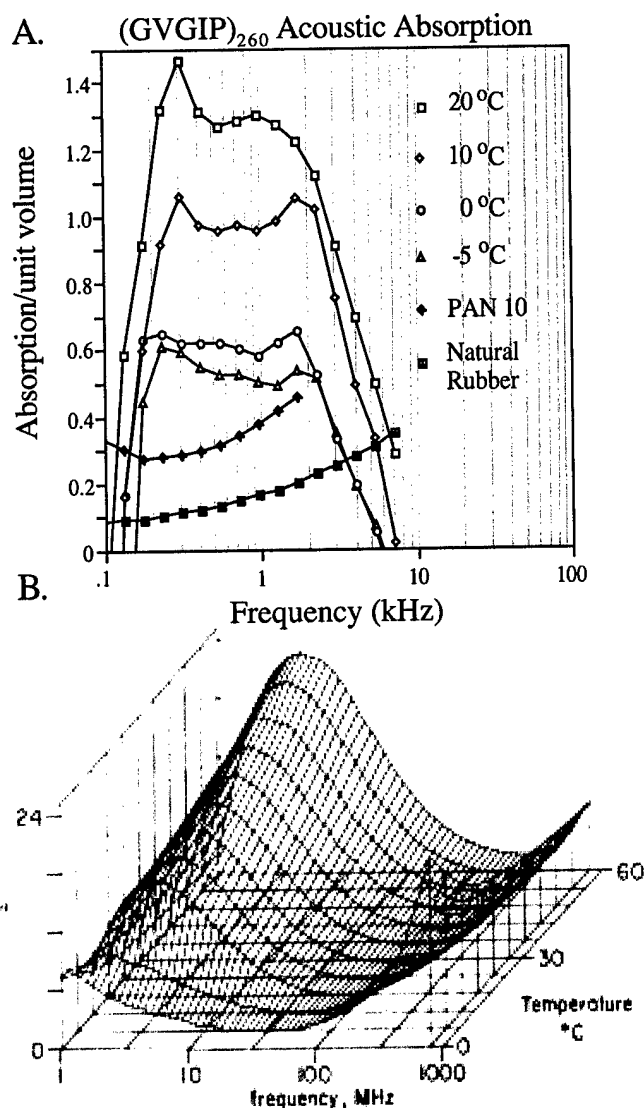 A. (GVGIP)260 Acoustic Absorption
1.4
1.2
1.0
0.8
0.6
0.4
0.2
0
Absorption/unit volume
20 °C
10 °C
0 °C
-5 °C
PAN 10
Natural
Rubber
.1 1 10 100
Frequency (kHz)
B.
24
0
60
30
0
Temperature
°C
1 10 100 1000
frequency, MHz